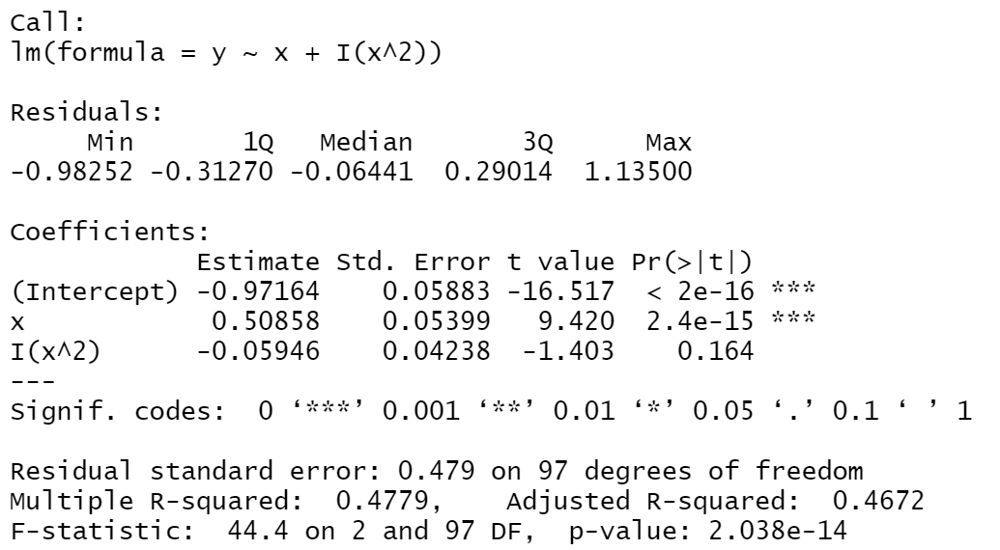 Call:
lm(formula = y ~ x + I(x^2))
Residuals:
Min 1Q Median 3Q Max
-0.98252 -0.31270 -0.06441 0.29014 1.13500
Coefficients:
Estimate Std. Error t value Pr(>|t|)
(Intercept) -0.97164 0.05883 -16.517 < 2e-16 ***
x 0.50858 0.05399 9.420 2.4e-15 ***
I(x^2) -0.05946 0.04238 -1.403 0.164
---
Signif. codes: 0 ‘***’ 0.001 ‘**’ 0.01 ‘*’ 0.05 ‘.’ 0.1 ‘ ’ 1
Residual standard error: 0.479 on 97 degrees of freedom
Multiple R-squared: 0.4779, Adjusted R-squared: 0.4672
F-statistic: 44.4 on 2 and 97 DF, p-value: 2.038e-14